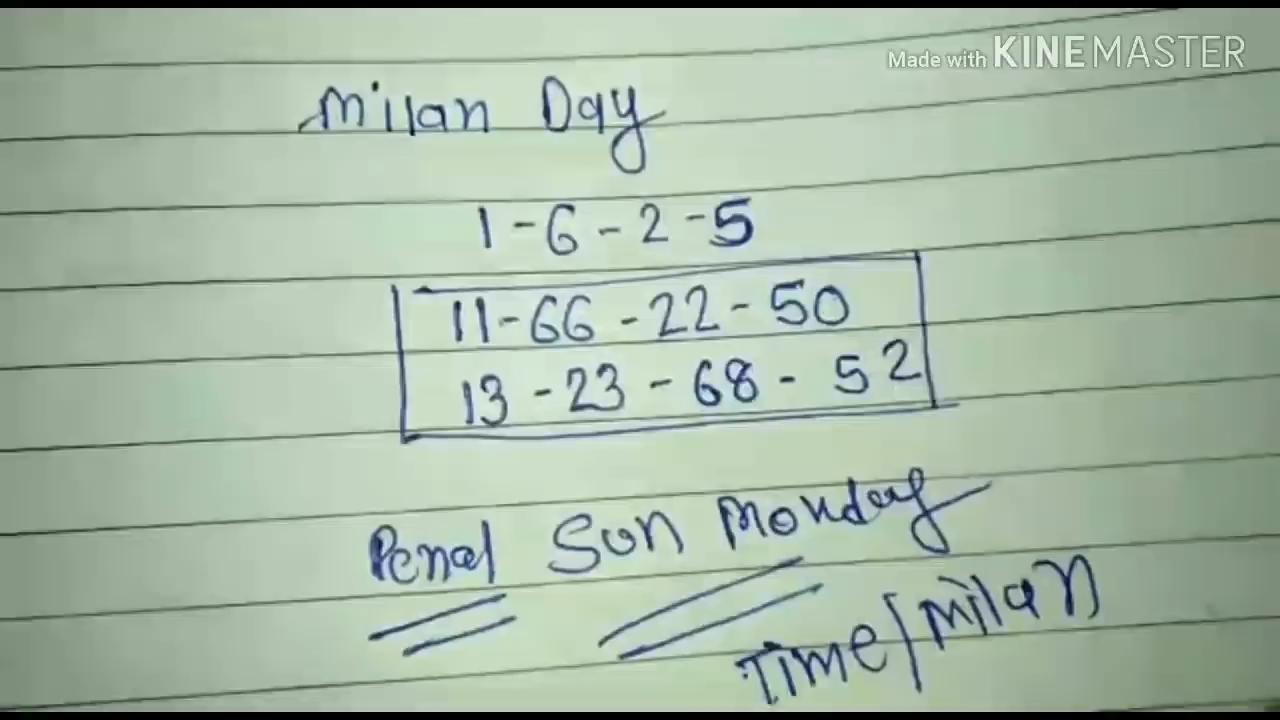 Made with KINEMASTER
Milan Day
1-6-2-5
11-66-22-50
13-23-68-52
Penal Sun Monday
Time/milan